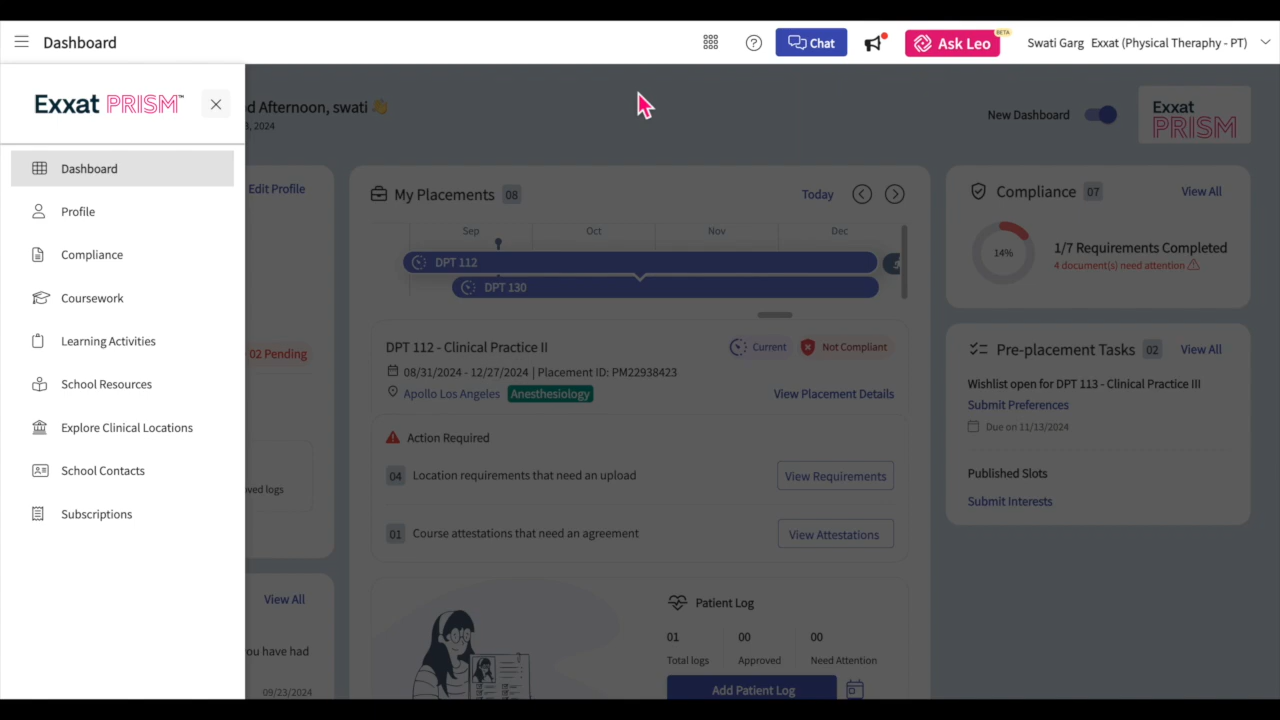 Dashboard
Chat
Ask Leo
BETA
Swati Garg Exxat (Physical Theraphy - PT)
Exxat PRISM™
Dashboard
Profile
Compliance
Coursework
Learning Activities
School Resources
Explore Clinical Locations
School Contacts
Subscriptions
d Afternoon, swati 👋
3, 2024
New Dashboard
Exxat
PRISM
Edit Profile
02 Pending
ved logs
View All
you have had
09/23/2024
My Placements 08
Today
Sep Oct Nov Dec
DPT 112
DPT 130
DPT 112 - Clinical Practice II
Current
Not Compliant
08/31/2024 - 12/27/2024 | Placement ID: PM22938423
Apollo Los Angeles Anesthesiology
View Placement Details
Action Required
04 Location requirements that need an upload
View Requirements
01 Course attestations that need an agreement
View Attestations
Patient Log
01 00 00
Total logs Approved Need Attention
Add Patient Log
Compliance 07
View All
14%
1/7 Requirements Completed
4 document(s) need attention
Pre-placement Tasks 02
View All
Wishlist open for DPT 113 - Clinical Practice III
Submit Preferences
Due on 11/13/2024
Published Slots
Submit Interests